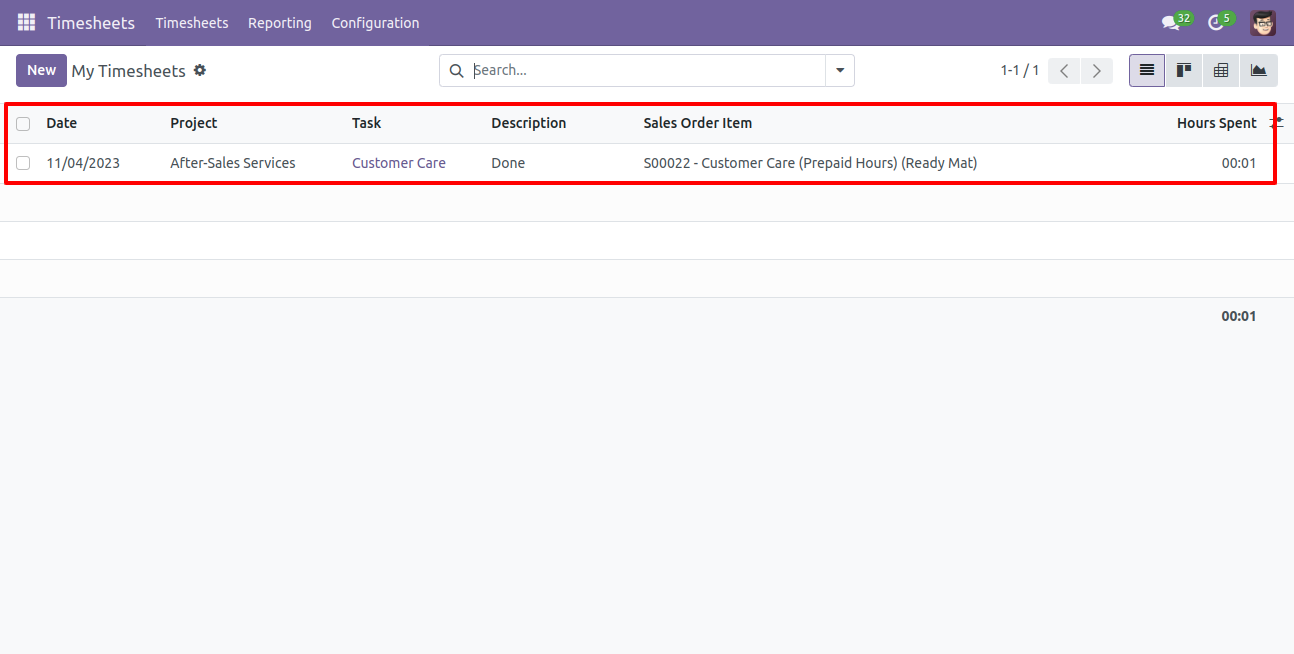 Timesheets Timesheets Reporting Configuration 32 5
New My Timesheets Search... 1-1 / 1
Date Project Task Description Sales Order Item Hours Spent
11/04/2023 After-Sales Services Customer Care Done S00022 - Customer Care (Prepaid Hours) (Ready Mat) 00:01
00:01